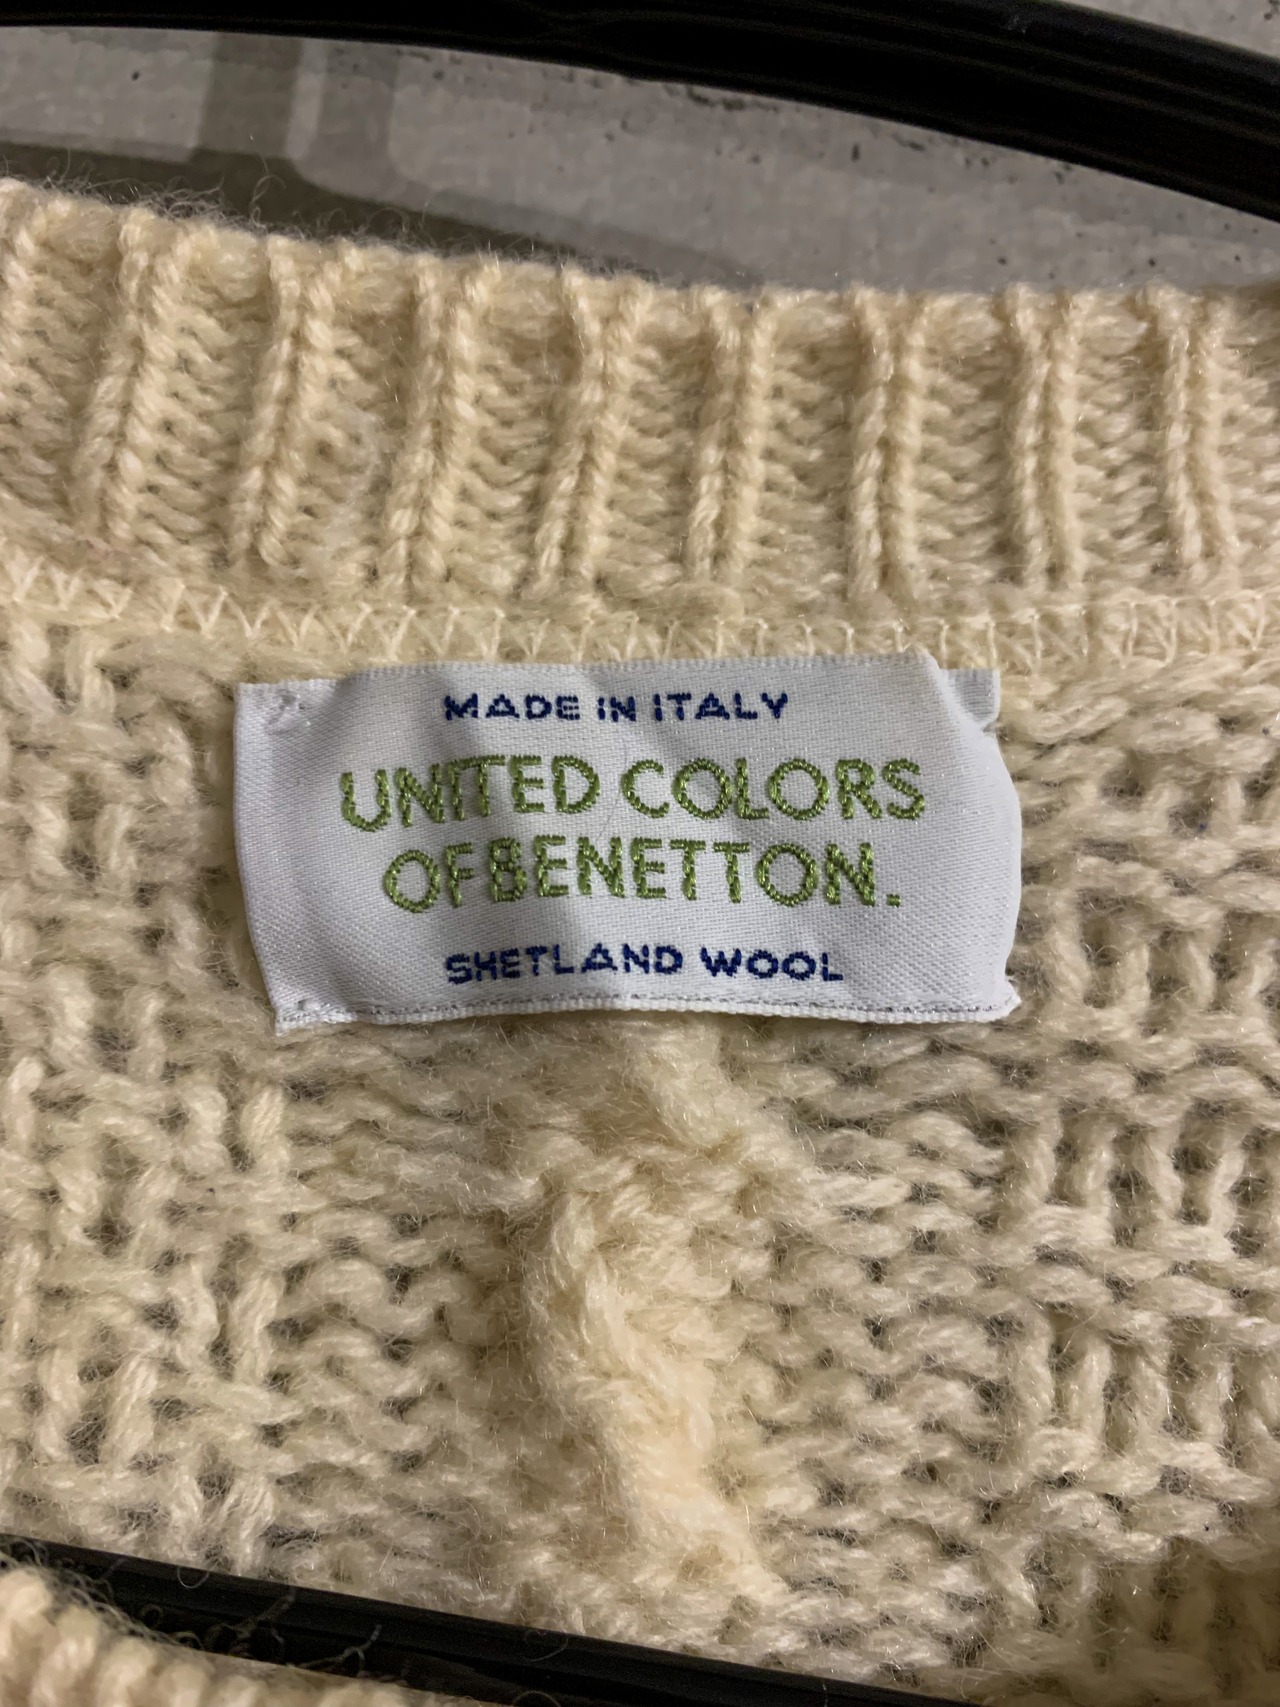 MADE IN ITALY
UNITED COLORS
OF BENETTON.
SHETLAND WOOL